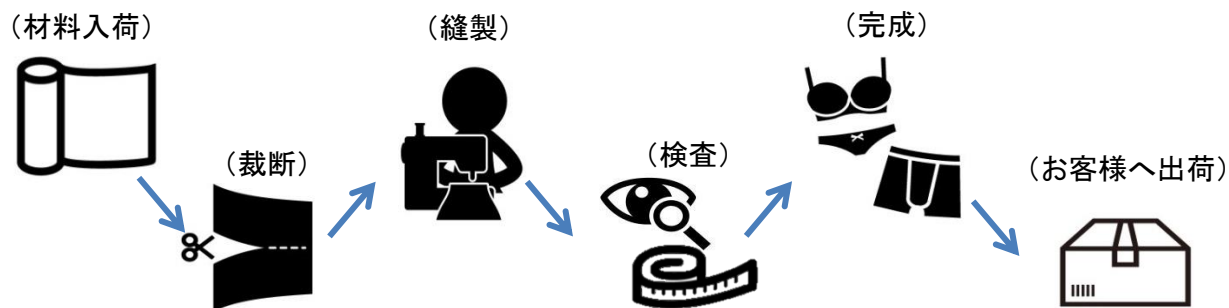 （材料入荷）
（裁断）
（縫製）
（検査）
（完成）
（お客様へ出荷）